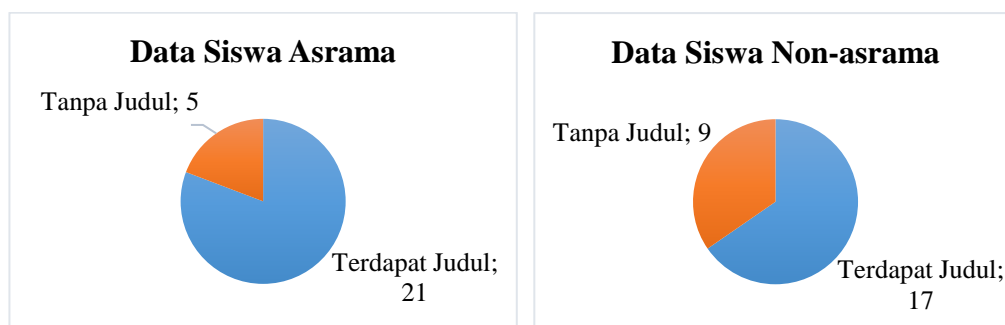 Data Siswa Asrama
Tanpa Judul; 5
Terdapat Judul;
21
Data Siswa Non-asrama
Tanpa Judul; 9
Terdapat Judul;
17